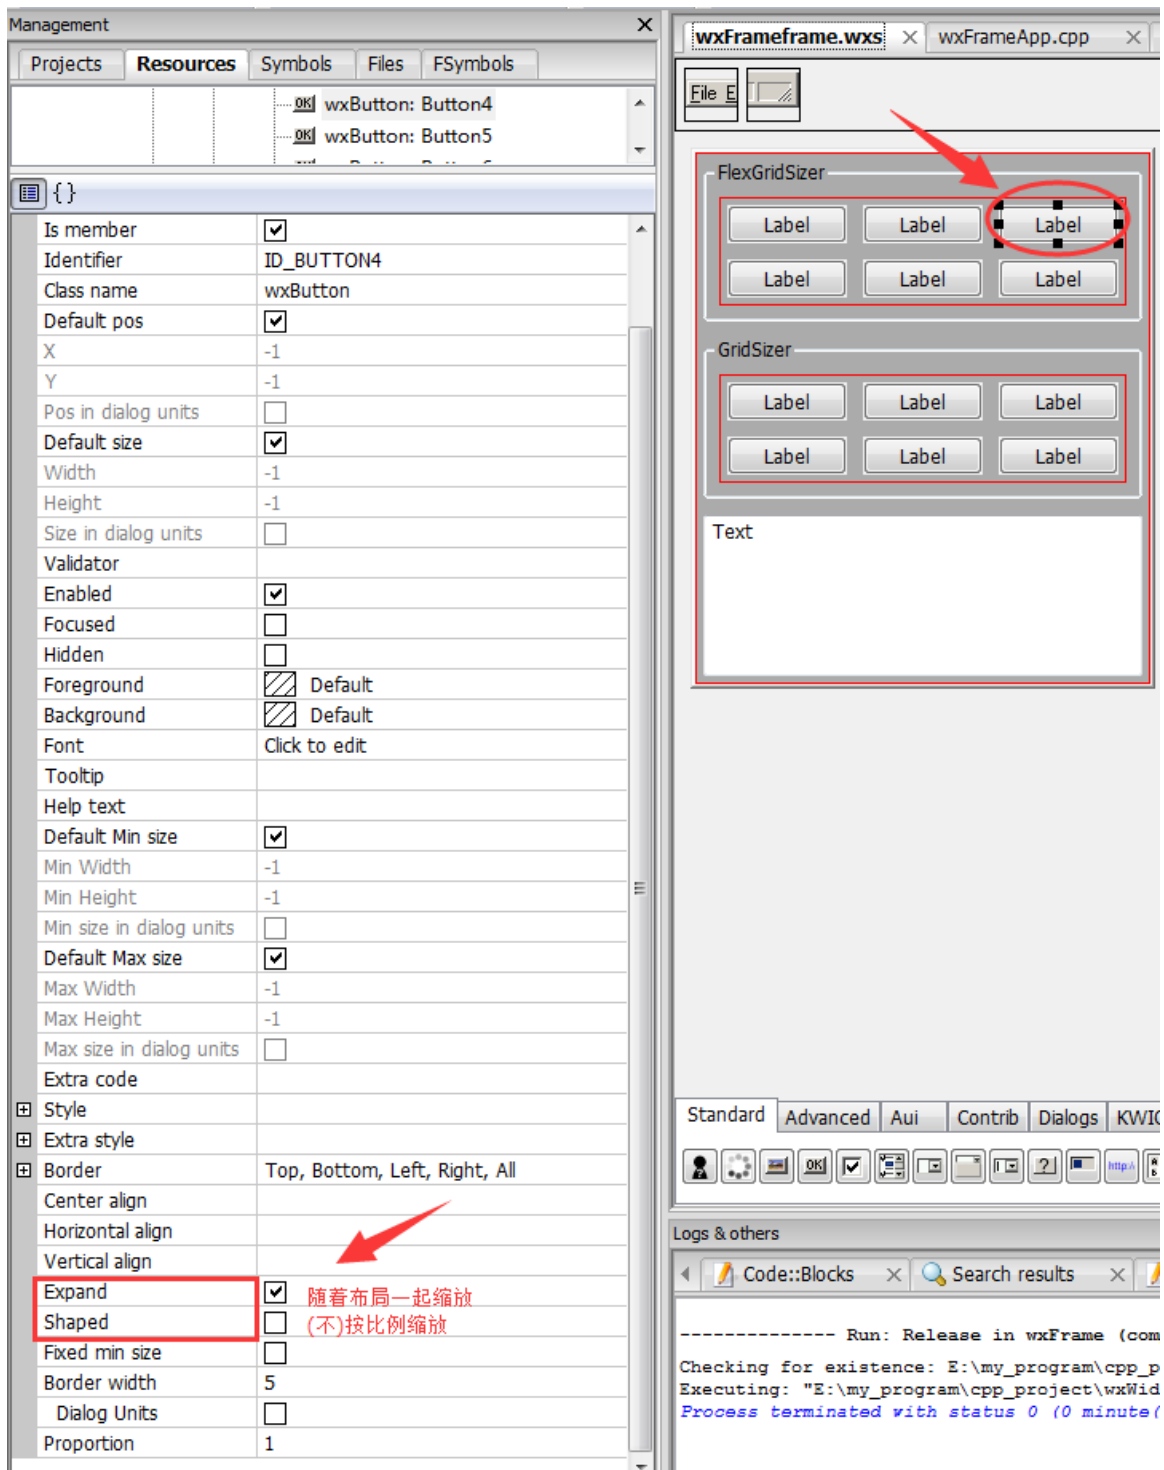 Management
Projects Resources Symbols Files FSymbols
wxButton: Button4
wxButton: Button5
{}
Is member
Identifier ID_BUTTON4
Class name wxButton
Default pos
X -1
Y -1
Pos in dialog units
Default size
Width -1
Height -1
Size in dialog units
Validator
Enabled
Focused
Hidden
Foreground Default
Background Default
Font Click to edit
Tooltip
Help text
Default Min size
Min Width -1
Min Height -1
Min size in dialog units
Default Max size
Max Width -1
Max Height -1
Max size in dialog units
Extra code
Style
Extra style
Border Top, Bottom, Left, Right, All
Center align
Horizontal align
Vertical align
Expand 随着布局一起缩放
Shaped (不)按比例缩放
Fixed min size
Border width 5
Dialog Units
Proportion 1
wxFrameframe.wxs wxFrameApp.cpp
File E
FlexGridSizer
Label Label Label
Label Label Label
GridSizer
Label Label Label
Label Label Label
Text
Standard Advanced Aui Contrib Dialogs KWIC
OK ? http:\
Logs & others
Code::Blocks Search results
-------------- Run: Release in wxFrame (com
Checking for existence: E:\my_program\cpp_p
Executing: "E:\my_program\cpp_project\wxWid
Process terminated with status 0 (0 minute(